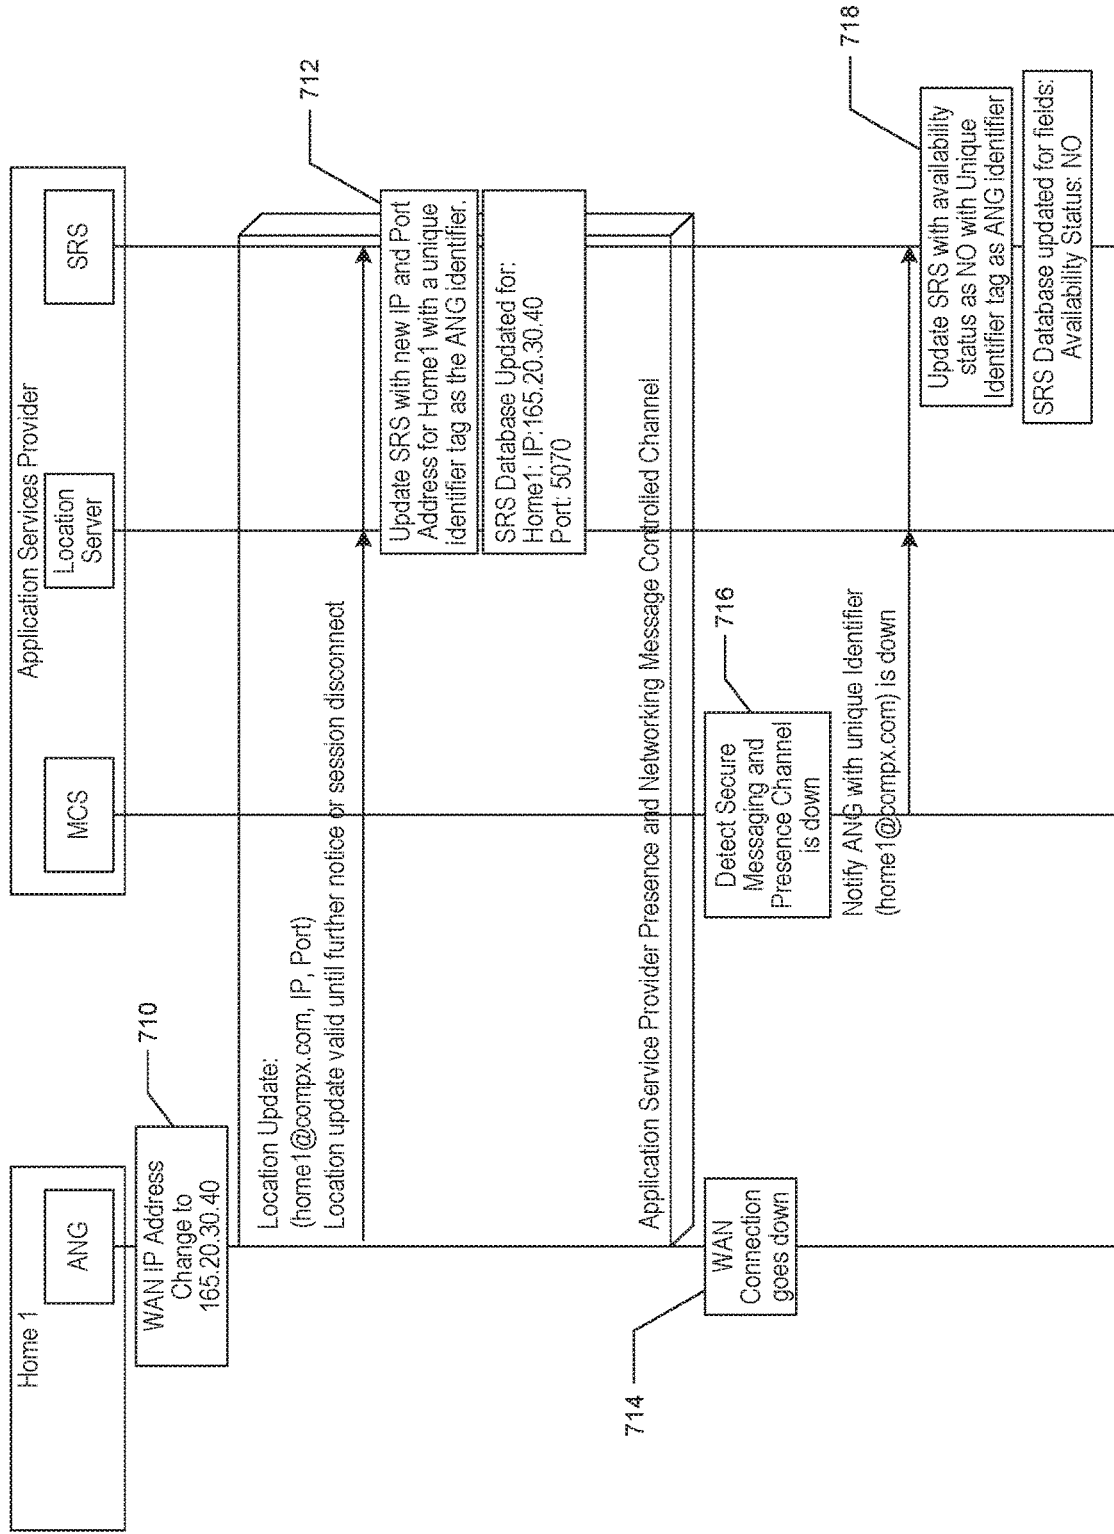 Home 1
ANG
Application Services Provider
MCS
Location
Server
SRS
WAN IP Address
Change to
165.20.30.40
710
Location Update:
(home1@compx.com, IP, Port)
Location update valid until further notice or session disconnect
712
Update SRS with new IP and Port
Address for Home1 with a unique
identifier tag as the ANG identifier.
SRS Database Updated for:
Home1: IP:165.20.30.40
Port: 5070
Application Service Provider Presence and Networking Message Controlled Channel
714
WAN
Connection
goes down
716
Detect Secure
Messaging and
Presence Channel
is down
Notify ANG with unique Identifier
(home1@compx.com) is down
718
Update SRS with availability
status as NO with Unique
Identifier tag as ANG identifier
SRS Database updated for fields:
Availability Status: NO